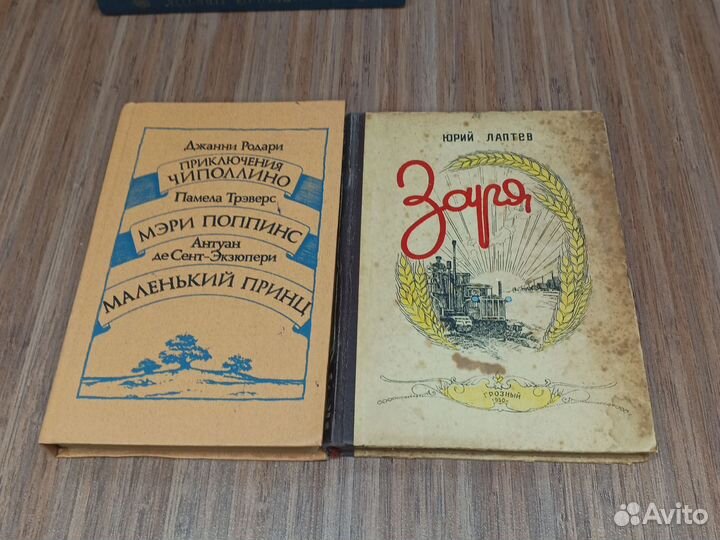 Джанни Родари
ПРИКЛЮЧЕНИЯ
ЧИПОЛЛИНО
Памела Трэверс
МЭРИ ПОППИНС
Антуан
де Сент-Экзюпери
МАЛЕНЬКИЙ ПРИНЦ
ЮРИЙ ЛАПТЕВ
Заря
ГРОЗНЫЙ
1950
Avito